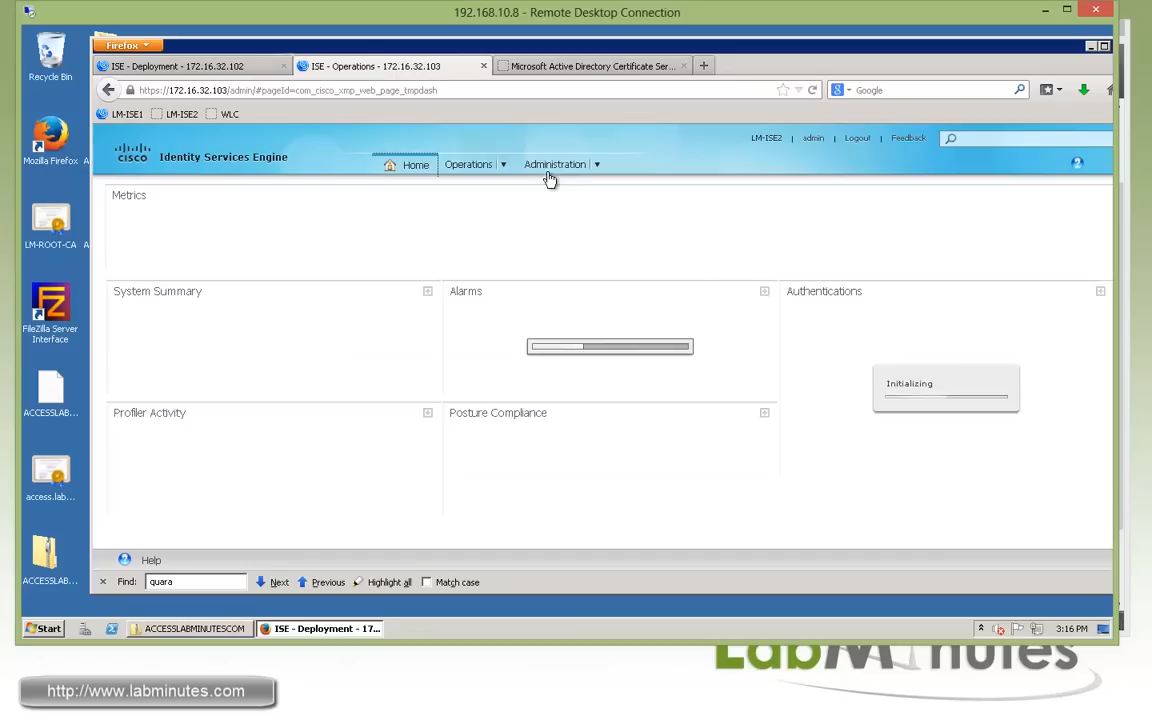 192.168.10.8 - Remote Desktop Connection
Recycle Bin
Mozilla Firefox
LM-ROOT-CA
FileZilla Server
Interface
ACCESSLAB...
access.lab...
ACCESSLAB...
A
A
Firefox
ISE - Deployment - 172.16.32.102
ISE - Operations - 172.16.32.103
Microsoft Active Directory Certificate Ser...
https://172.16.32.103/admin/#pageId=com_cisco_xmp_web_page_tmpdash
Google
LM-ISE1
LM-ISE2
WLC
LM-ISE2 | admin | Logout | Feedback
CISCO Identity Services Engine
Home
Operations
Administration
Metrics
System Summary
Alarms
Authentications
Initializing
Profiler Activity
Posture Compliance
Help
Find: quara Next Previous Highlight all Match case
Start
ACCESSLABMINUTESCOM
ISE - Deployment - 17...
3:16 PM
LabMinutes
http://www.labminutes.com